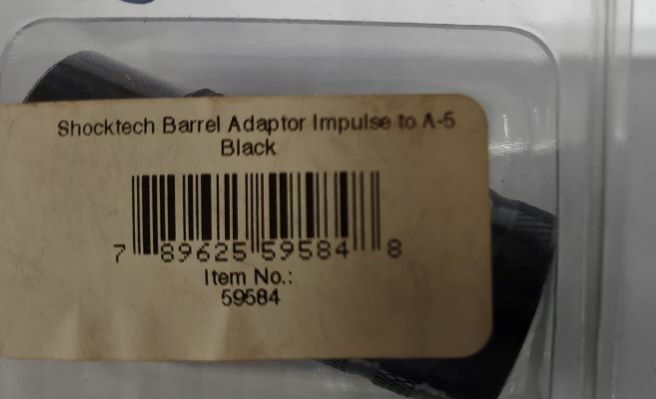 Shocktech Barrel Adaptor Impulse to A-5
Black
7 89625 59584 8
Item No.:
59584